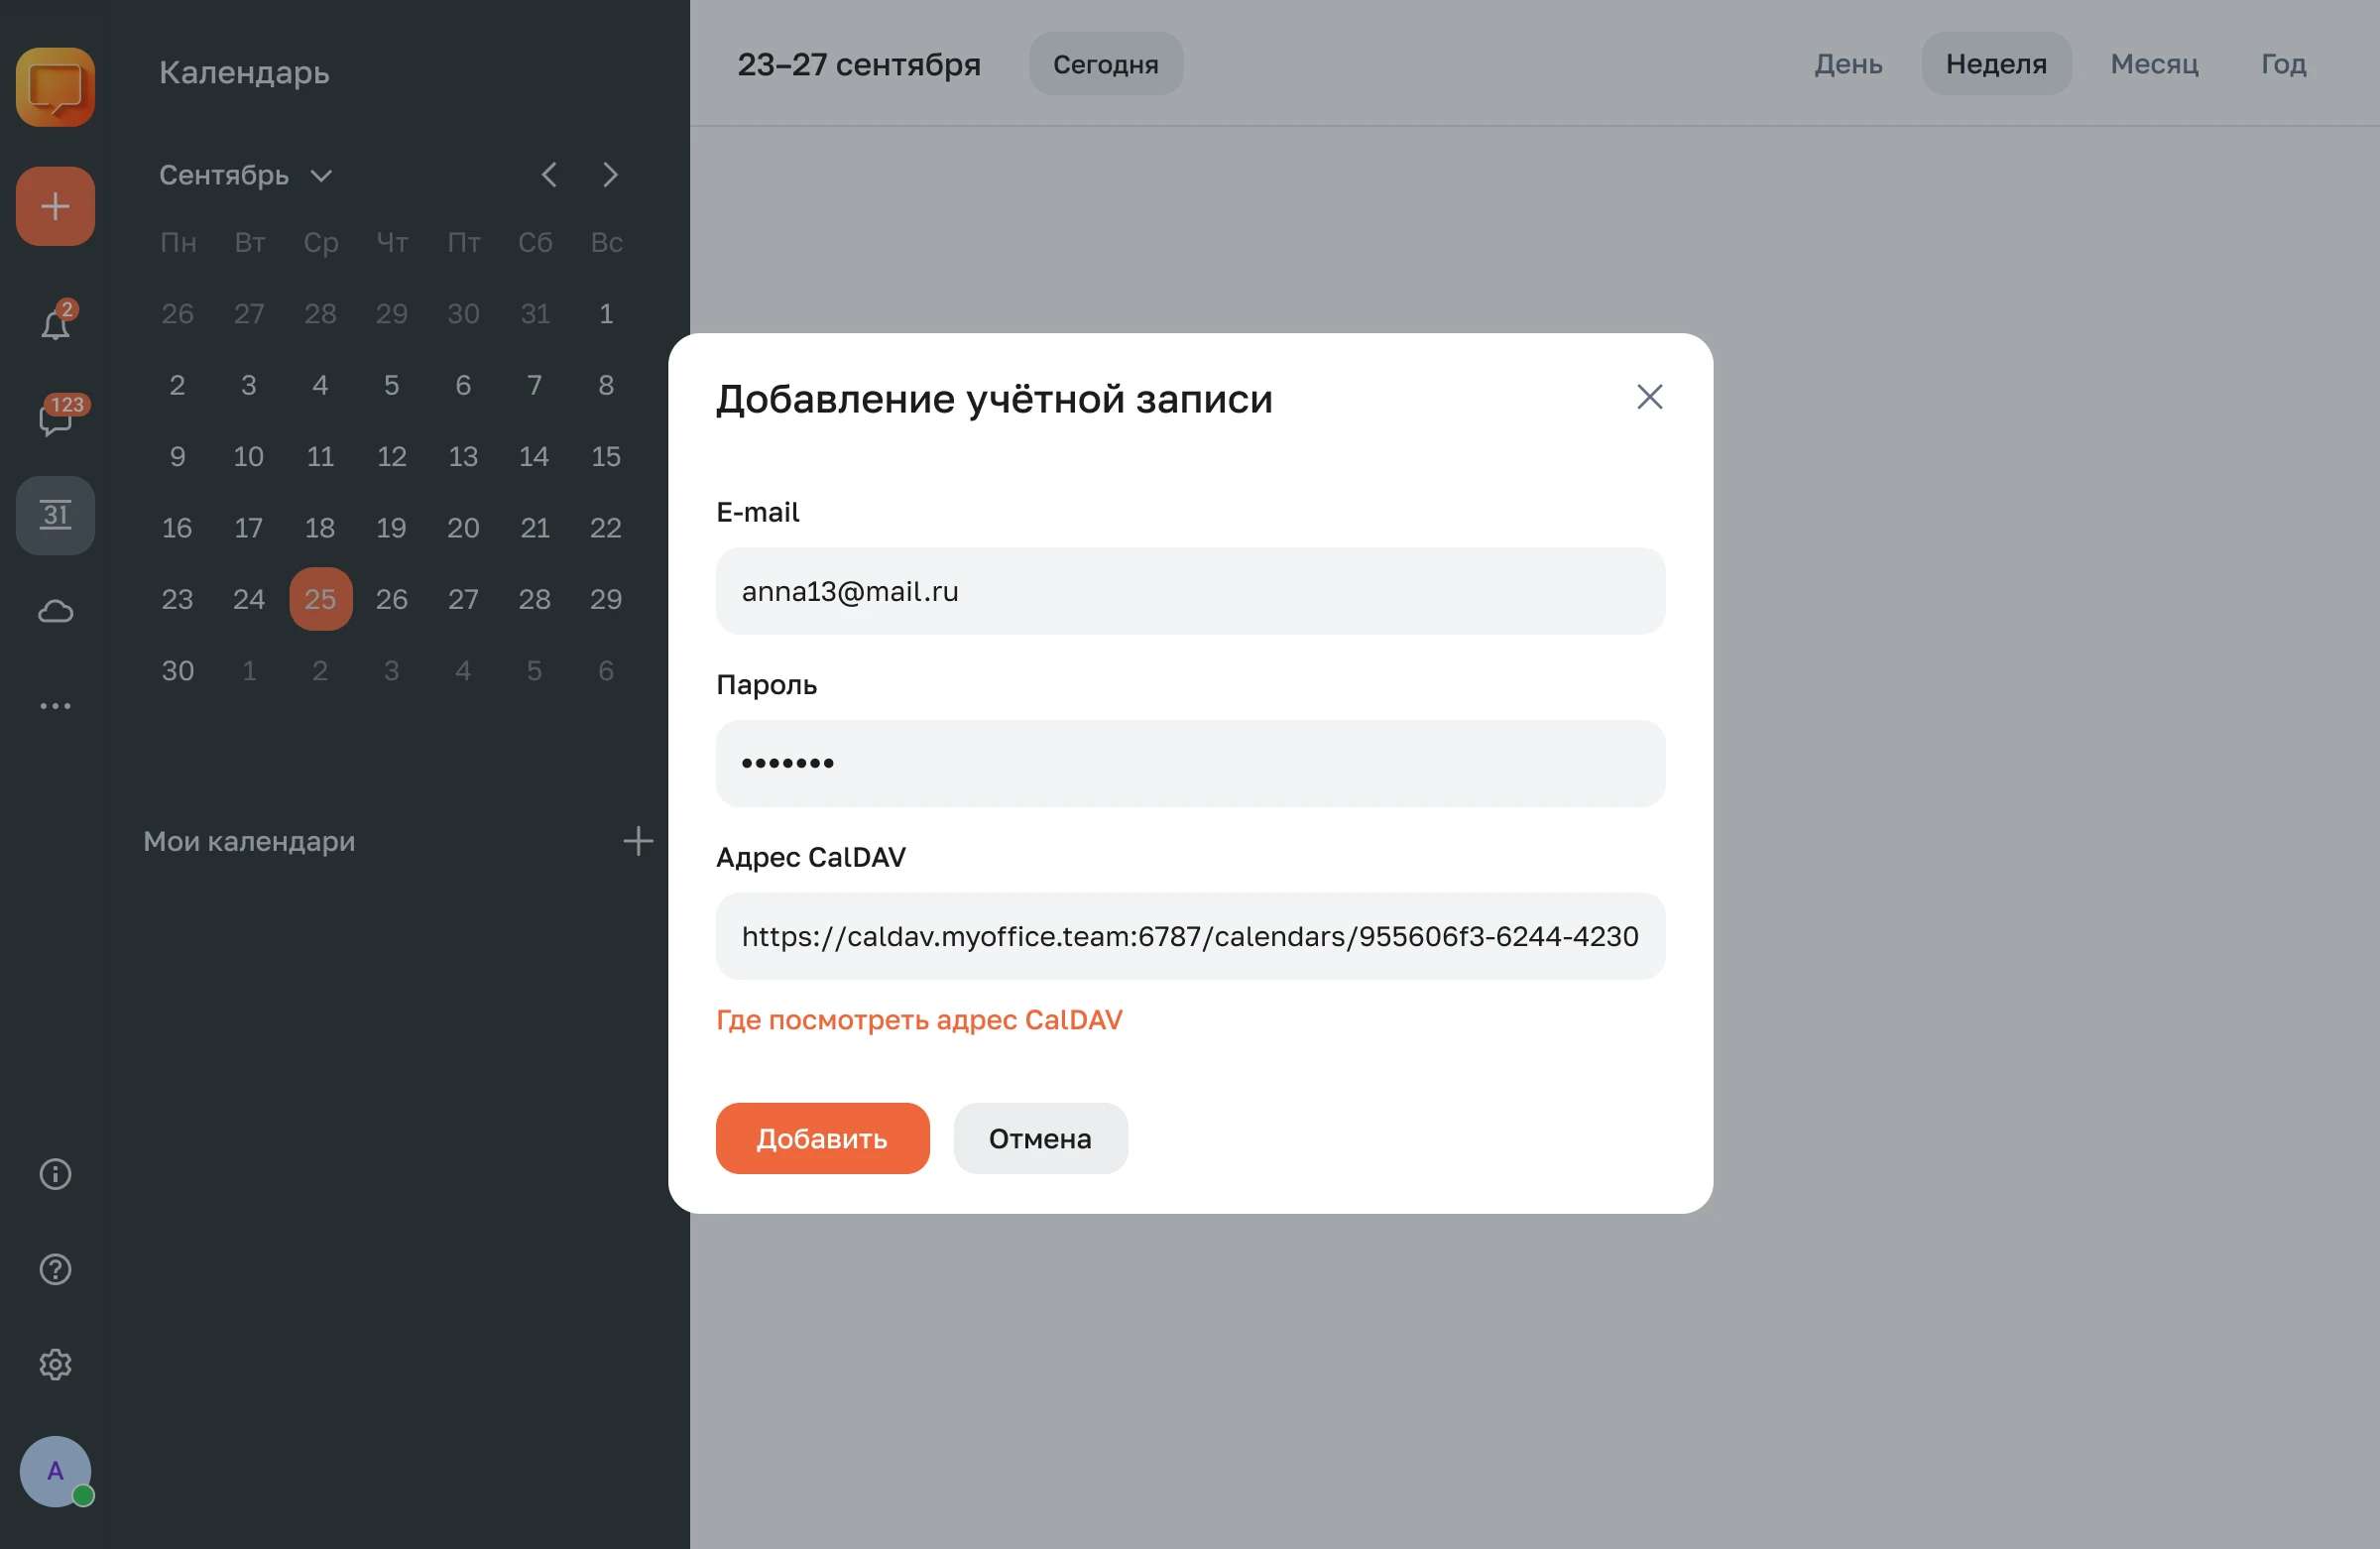 Календарь
Сентябрь
Пн Вт Ср Чт Пт Сб Вс
26 27 28 29 30 31 1
2 3 4 5 6 7 8
9 10 11 12 13 14 15
16 17 18 19 20 21 22
23 24 25 26 27 28 29
30 1 2 3 4 5 6
Мои календари
2
123
31
A
23–27 сентября
Сегодня
День
Неделя
Месяц
Год
Добавление учётной записи
E-mail
anna13@mail.ru
Пароль
•••••••
Адрес CalDAV
https://caldav.myoffice.team:6787/calendars/955606f3-6244-4230
Где посмотреть адрес CalDAV
Добавить
Отмена